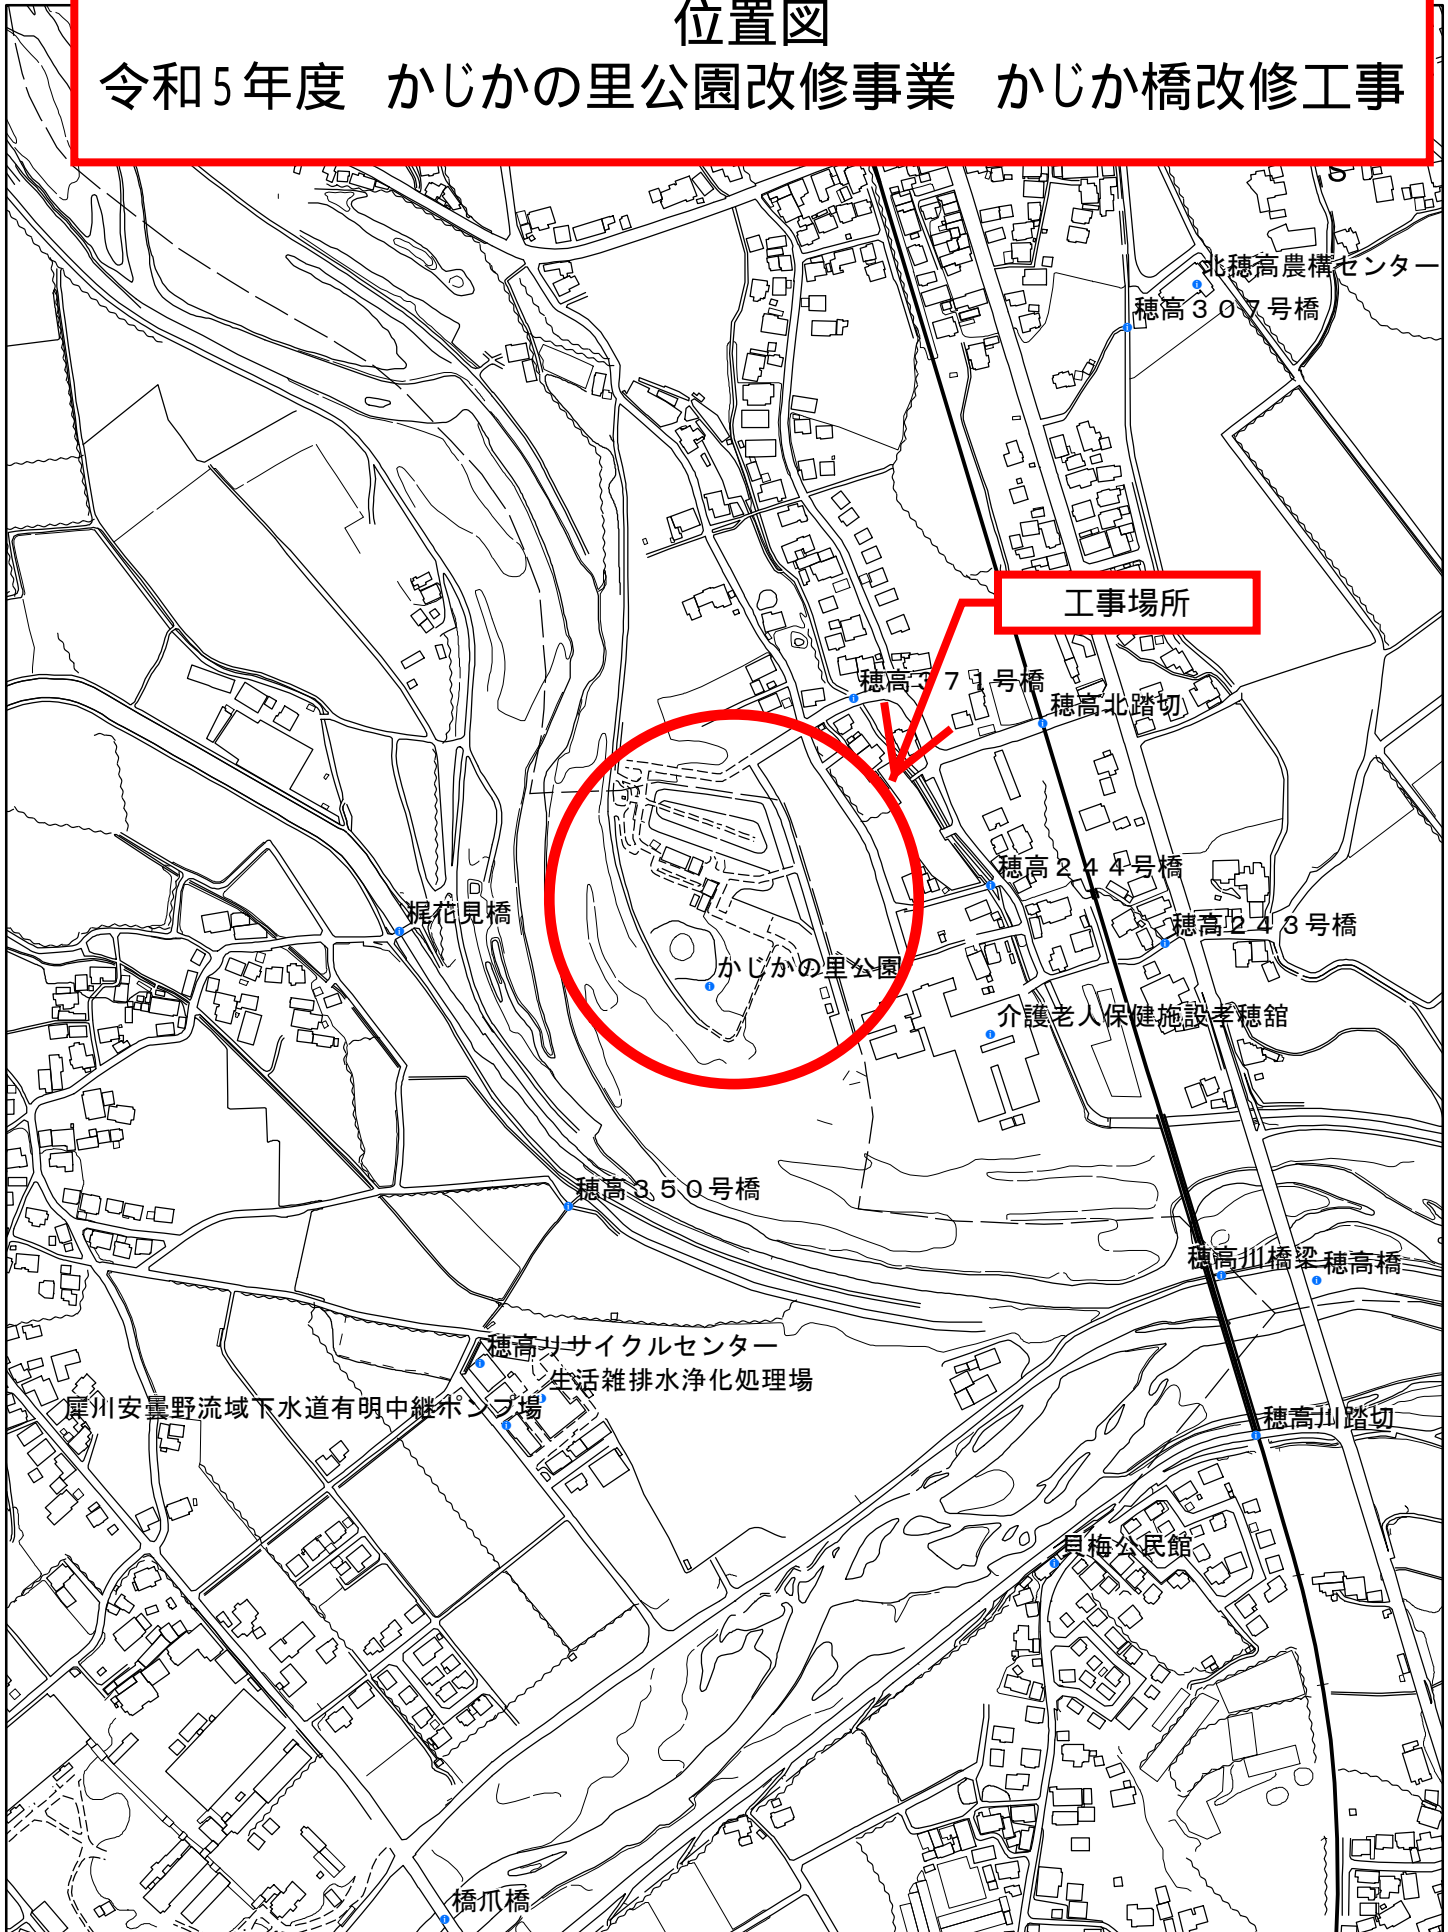 位置図
令和5年度 かじかの里公園改修事業 かじか橋改修工事
北穂高農構センター
穂高307号橋
工事場所
穂高371号橋
穂高北踏切
穂高244号橋
梶花見橋
穂高243号橋
かじかの里公園
介護老人保健施設孝穂舘
穂高350号橋
穂高川橋梁
穂高橋
穂高リサイクルセンター
生活雑排水浄化処理場
犀川安曇野流域下水道有明中継ポンプ場
穂高川踏切
貝梅公民館
橋爪橋